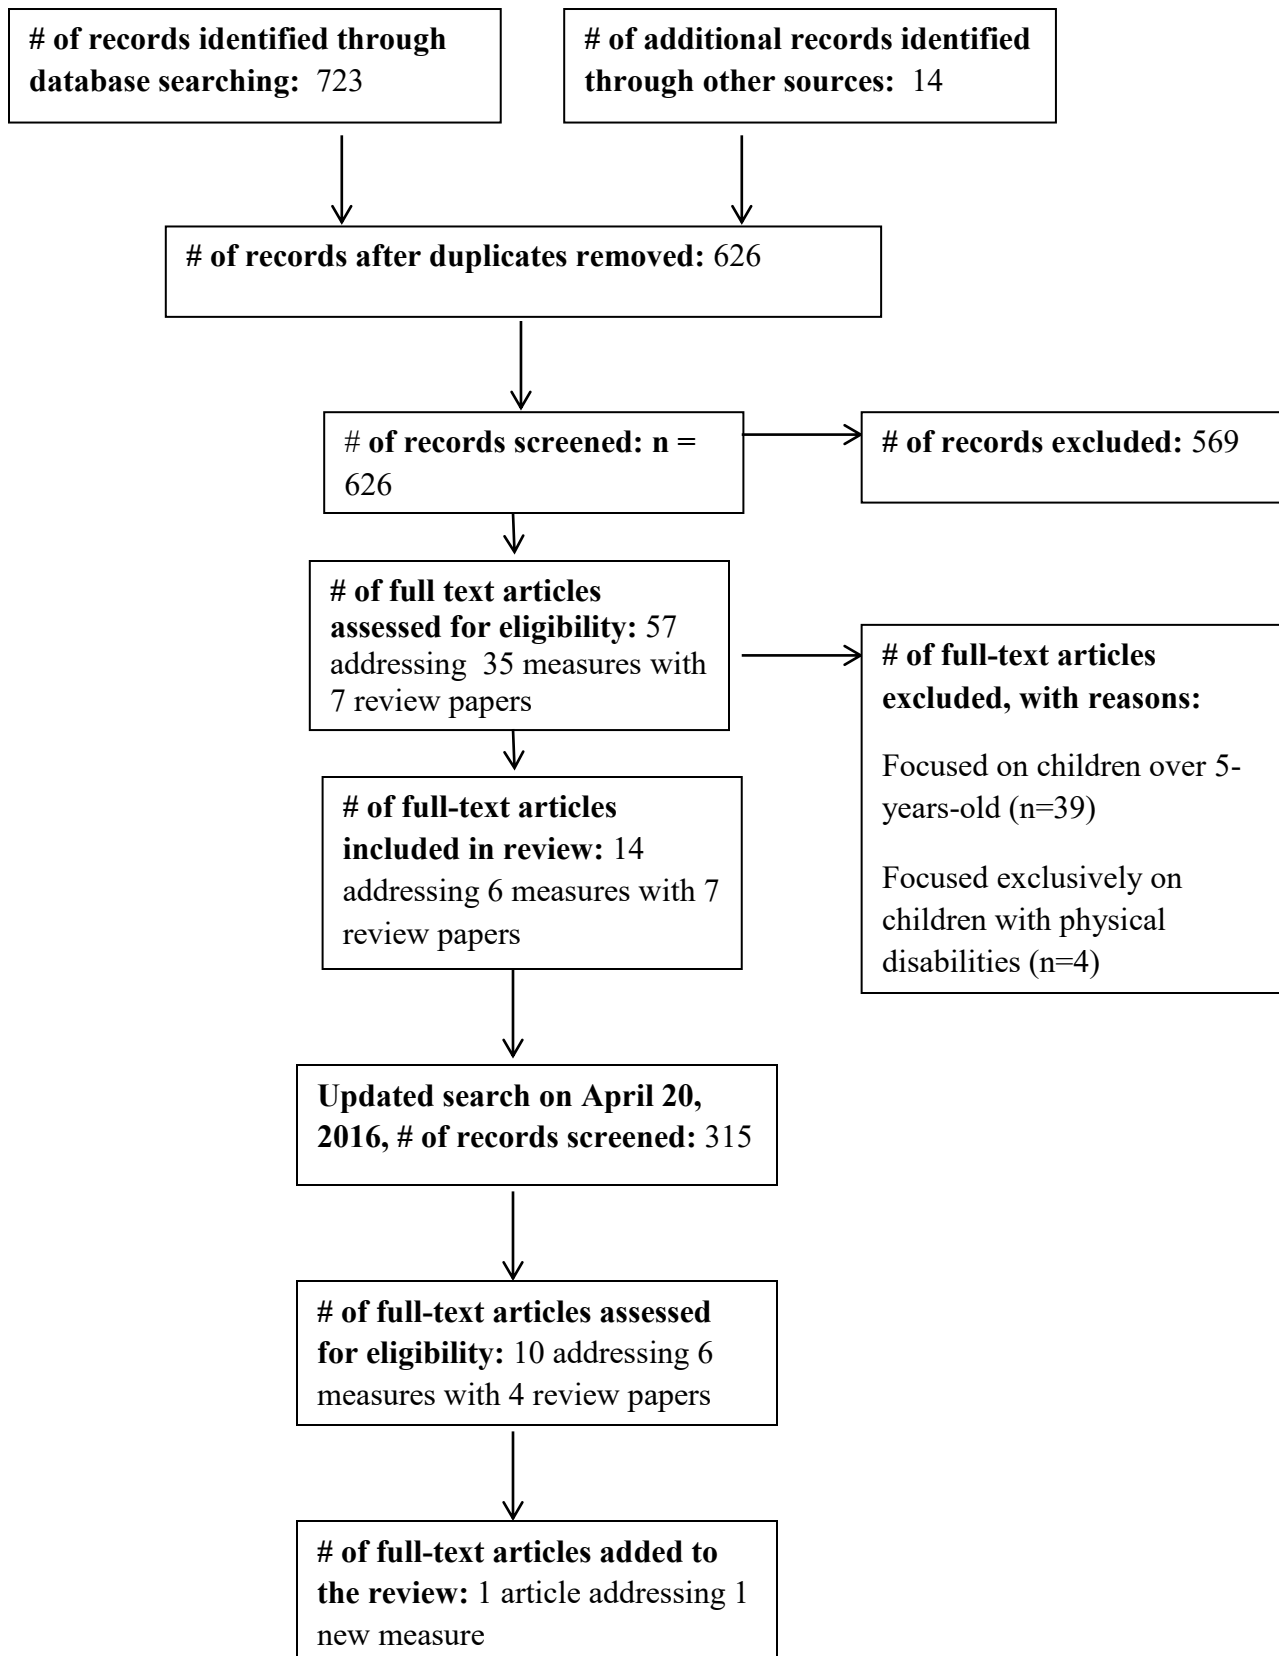 # of records identified through
database searching: 723
# of additional records identified
through other sources: 14
# of records after duplicates removed: 626
# of records screened: n =
626
# of records excluded: 569
# of full text articles
assessed for eligibility: 57
addressing 35 measures with
7 review papers
# of full-text articles
excluded, with reasons:
Focused on children over 5-
years-old (n=39)
Focused exclusively on
children with physical
disabilities (n=4)
# of full-text articles
included in review: 14
addressing 6 measures with 7
review papers
Updated search on April 20,
2016, # of records screened: 315
# of full-text articles assessed
for eligibility: 10 addressing 6
measures with 4 review papers
# of full-text articles added to
the review: 1 article addressing 1
new measure